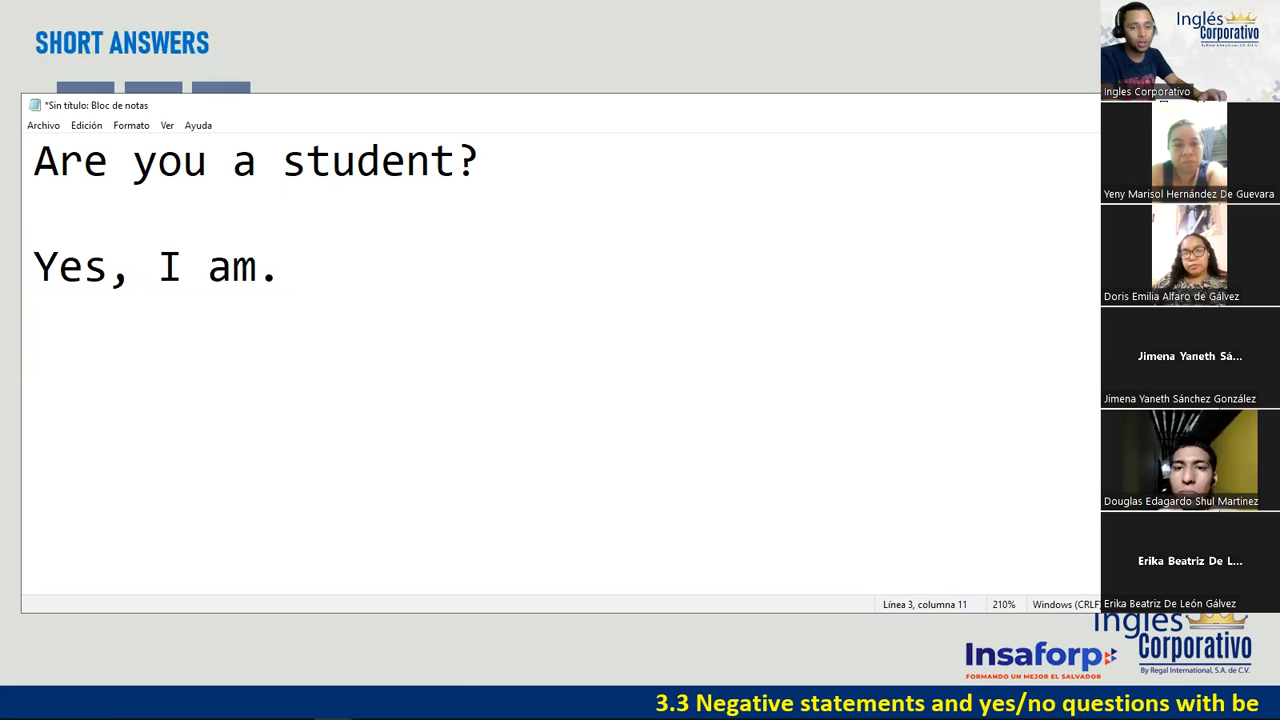 SHORT ANSWERS
*Sin título: Bloc de notas
Archivo Edición Formato Ver Ayuda
Are you a student?
Yes, I am.
Línea 3, columna 11
210%
Windows (CRLF
Inglés
Corporativo
By Regal International, S.A. de C.V.
Ingles Corporativo
Yeny Marisol Hernández De Guevara
Doris Emilia Alfaro de Gálvez
Jimena Yaneth Sá...
Jimena Yaneth Sánchez González
Douglas Edagardo Shul Martinez
Erika Beatriz De L...
Erika Beatriz De León Gálvez
Insaforp
FORMANDO UN MEJOR EL SALVADOR
Inglés
Corporativo
By Regal International, S.A. de C.V.
3.3 Negative statements and yes/no questions with be